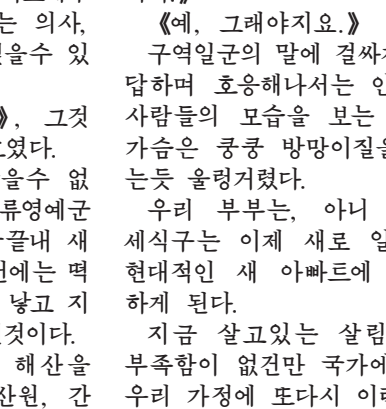 는 의사,
을수 있
》, 그것
였다.
을수 없
류영예군
끝내 새
에는 떡
낳고 지
것이다.
해산을
산원, 간
《예, 그래야지요.》
구역일군의 말에
답하며 호응해나서는
사람들의 모습을 보는
가슴은 쿵쿵 방망이질을
는듯 울렁거렸다.
우리 부부는, 아니
세식구는 이제 새로
현대적인 새 아빠트에
하게 된다.
지금 살고있는 살림
부족함이 없건만 국가에
우리 가정에 또다시